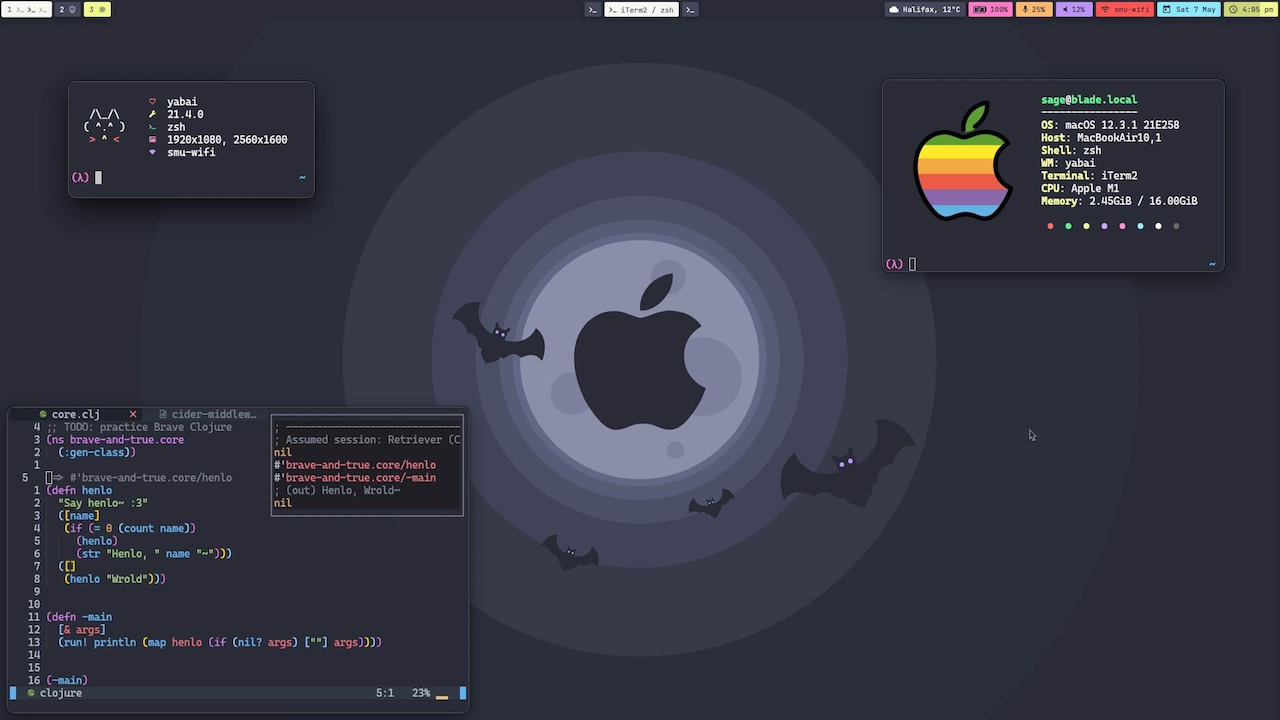 1 >_ >_ >_ 2 3
>_ >_ iTerm2 / zsh >_
Halifax, 12°C 100% 25% 12% smu-wifi Sat 7 May 4:05 pm
/\_/\
( ^.^ )
> ^ <
yabai
21.4.0
zsh
1920x1080, 2560x1600
smu-wifi
(λ) ~
sage@blade.local
----------------
OS: macOS 12.3.1 21E258
Host: MacBookAir10,1
Shell: zsh
WM: yabai
Terminal: iTerm2
CPU: Apple M1
Memory: 2.45GiB / 16.00GiB
(λ) ~
core.clj × cider-middlew…
4 ;; TODO: practice Brave Clojure
3 (ns brave-and-true.core
2 (:gen-class))
1
5 => #'brave-and-true.core/henlo
1 (defn henlo
2 "Say henlo~ :3"
3 ([name]
4 (if (= 0 (count name))
5 (henlo)
6 (str "Henlo, " name "~")))
7 ([]
8 (henlo "Wrold")))
9
10
11 (defn -main
12 [& args]
13 (run! println (map henlo (if (nil? args) [""] args))))
14
15
16 (-main)
clojure 5:1 23%
; ----------------------------
; Assumed session: Retriever (C
nil
#'brave-and-true.core/henlo
#'brave-and-true.core/-main
; (out) Henlo, Wrold~
nil